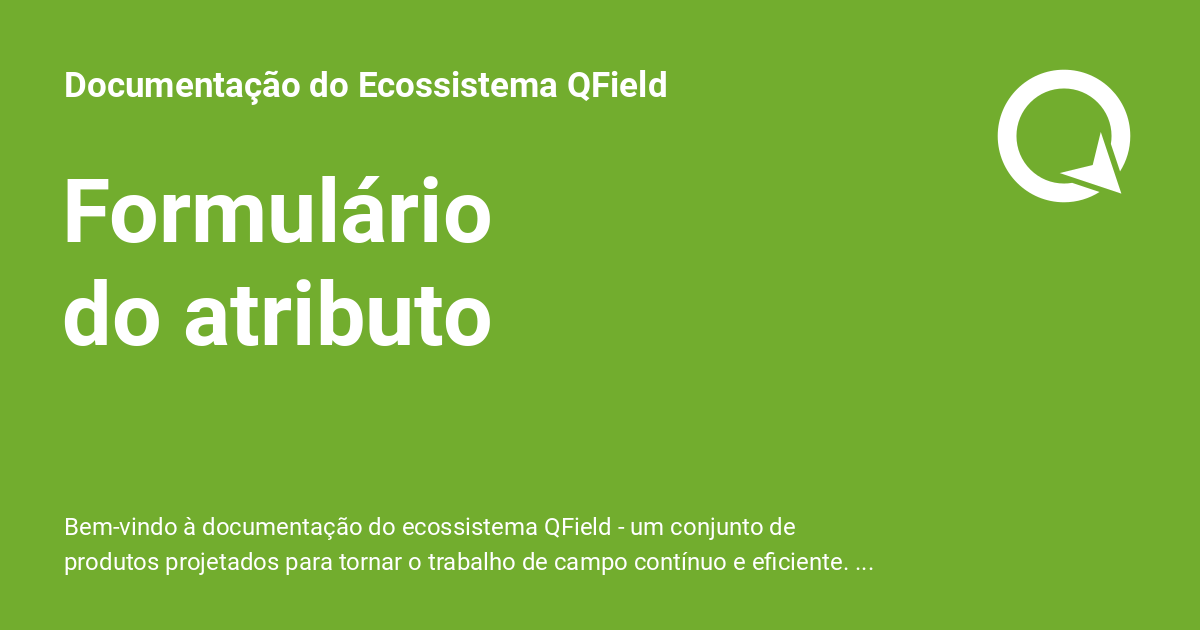 Documentação do Ecossistema QField
Formulário
do atributo
Bem-vindo à documentação do ecossistema QField - um conjunto de
produtos projetados para tornar o trabalho de campo contínuo e eficiente. ...